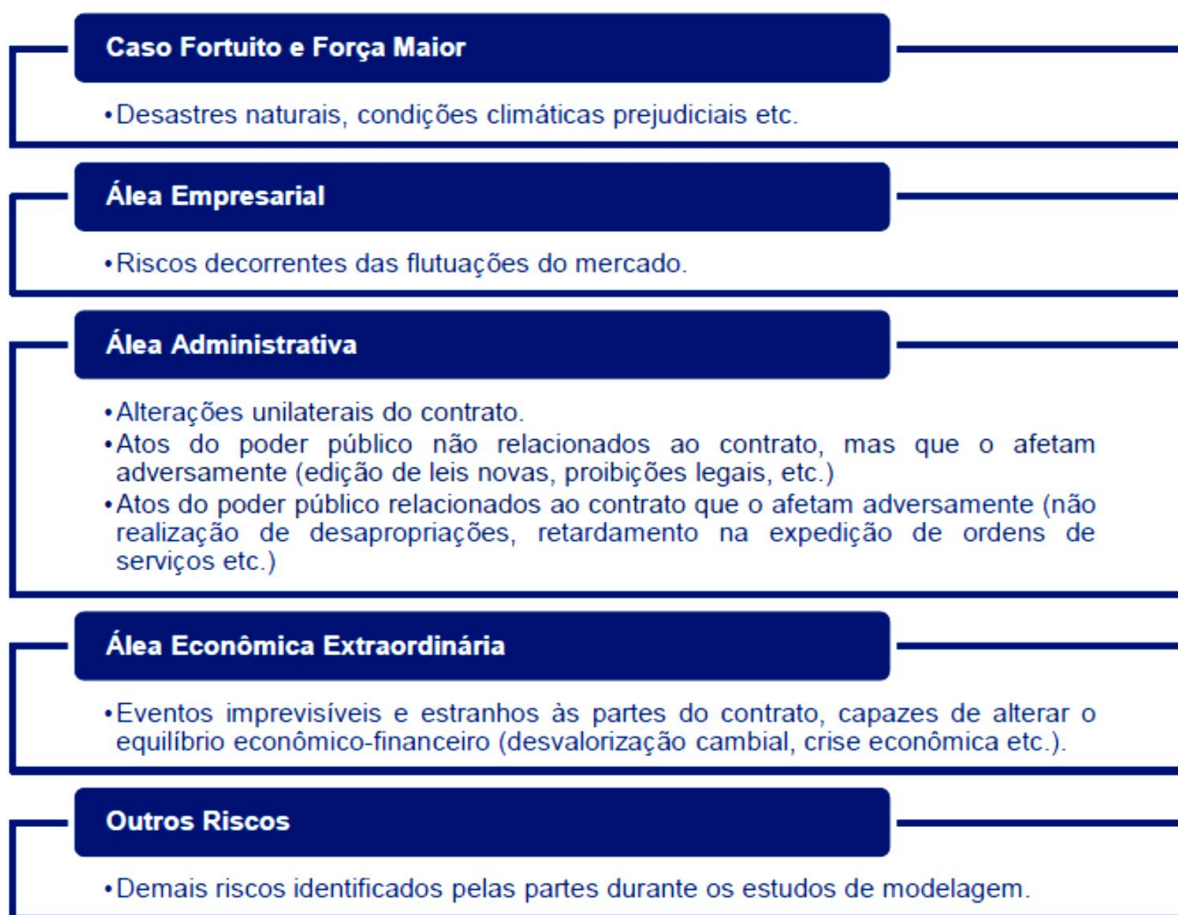 Caso Fortuito e Força Maior
•Desastres naturais, condições climáticas prejudiciais etc.
Álea Empresarial
•Riscos decorrentes das flutuações do mercado.
Álea Administrativa
•Alterações unilaterais do contrato.
•Atos do poder público não relacionados ao contrato, mas que o afetam
adversamente (edição de leis novas, proibições legais, etc.)
•Atos do poder público relacionados ao contrato que o afetam adversamente (não
realização de desapropriações, retardamento na expedição de ordens de
serviços etc.)
Álea Econômica Extraordinária
•Eventos imprevisíveis e estranhos às partes do contrato, capazes de alterar o
equilíbrio econômico-financeiro (desvalorização cambial, crise econômica etc.).
Outros Riscos
•Demais riscos identificados pelas partes durante os estudos de modelagem.